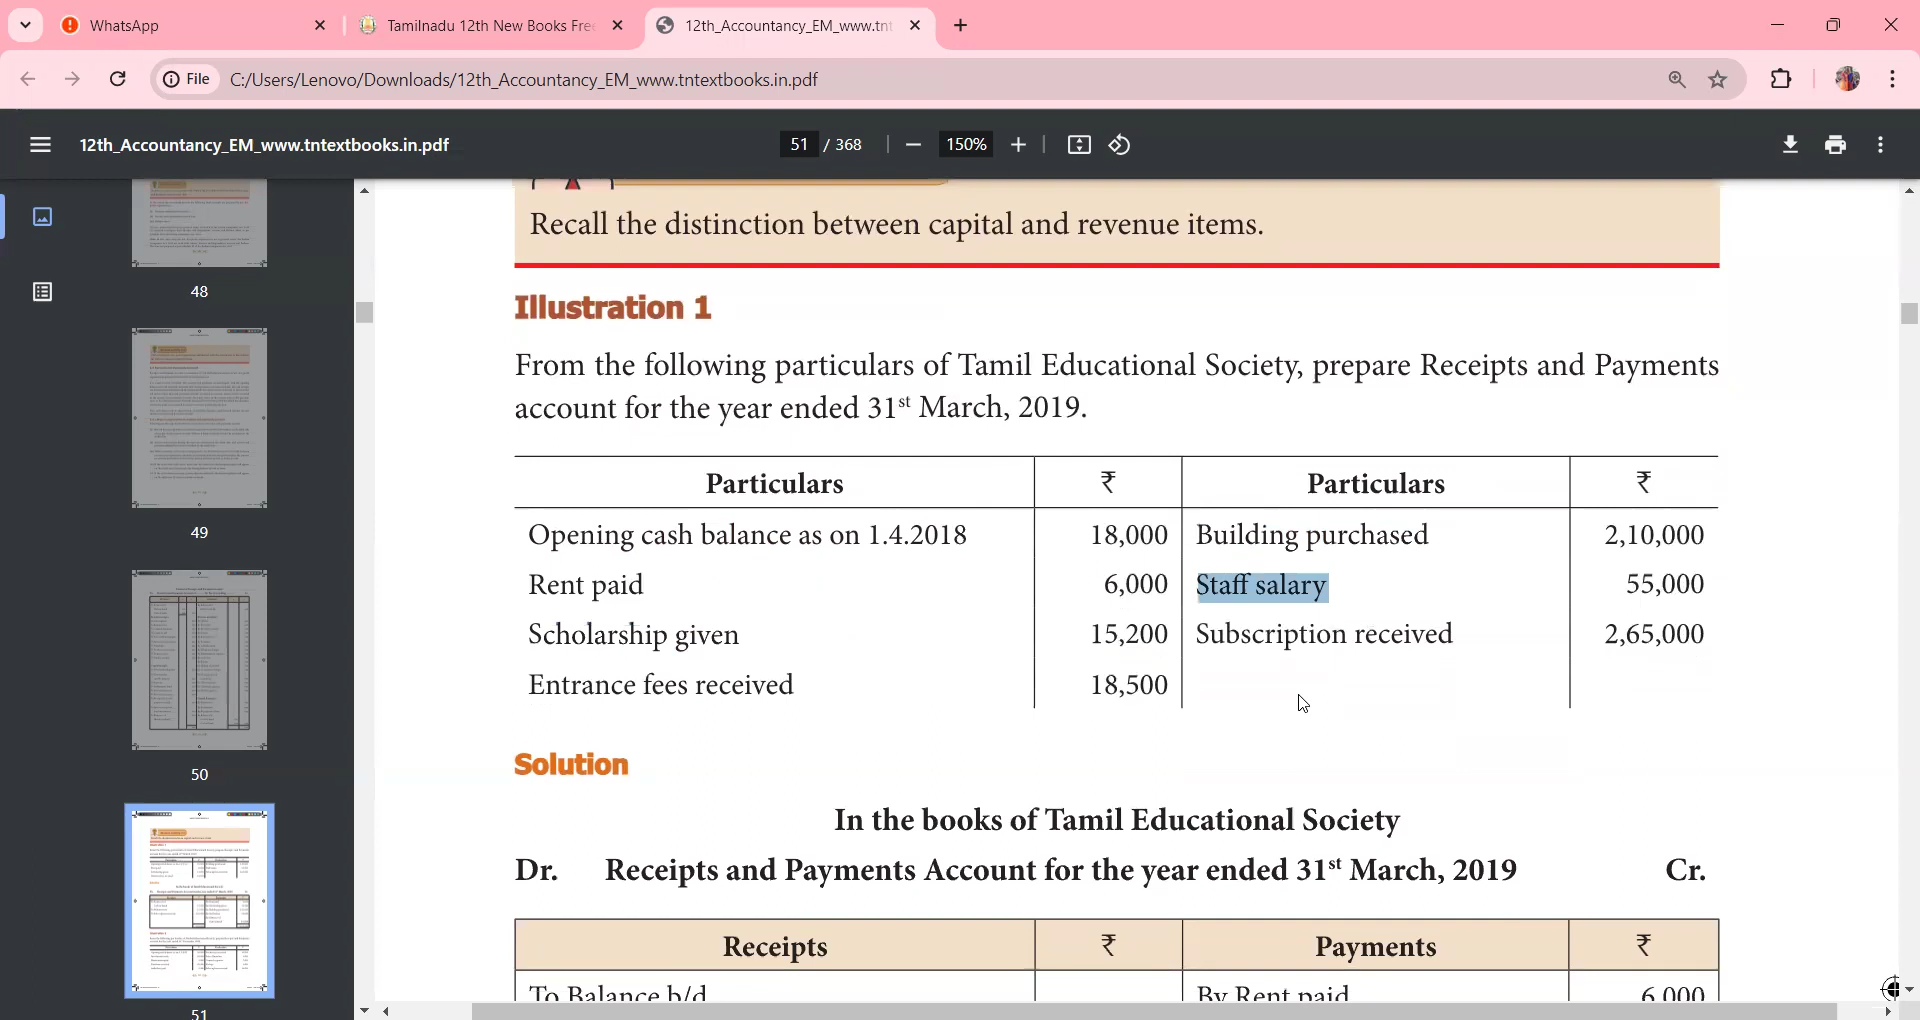 WhatsApp
Tamilnadu 12th New Books Fre
12th_Accountancy_EM_www.tnt
File
C:/Users/Lenovo/Downloads/12th_Accountancy_EM_www.tntextbooks.in.pdf
12th_Accountancy_EM_www.tntextbooks.in.pdf
51 / 368
150%
48
49
50
51
Recall the distinction between capital and revenue items.
Illustration 1
From the following particulars of Tamil Educational Society, prepare Receipts and Payments
account for the year ended 31st March, 2019.
Particulars ₹ Particulars ₹
Opening cash balance as on 1.4.2018 18,000 Building purchased 2,10,000
Rent paid 6,000 Staff salary 55,000
Scholarship given 15,200 Subscription received 2,65,000
Entrance fees received 18,500
Solution
In the books of Tamil Educational Society
Dr. Receipts and Payments Account for the year ended 31st March, 2019 Cr.
Receipts ₹ Payments ₹
To Balance b/d By Rent paid 6,000